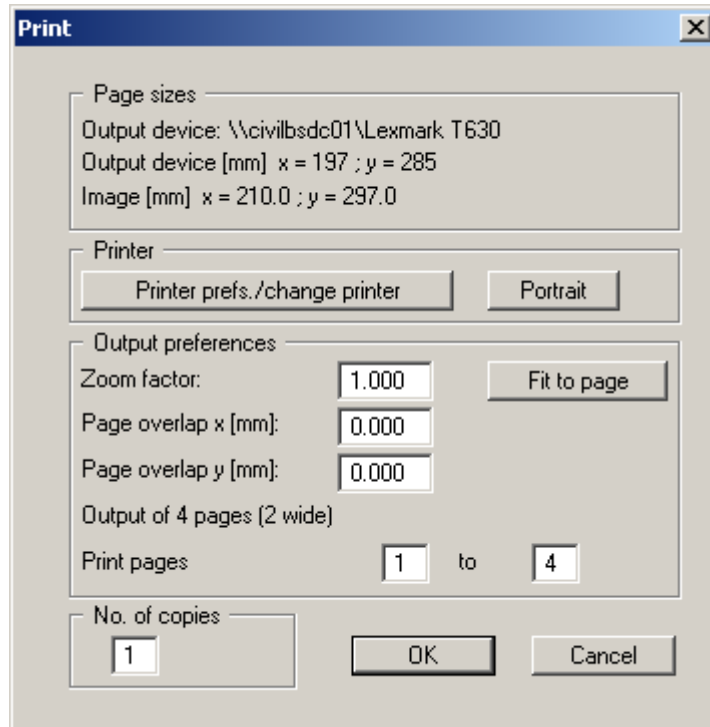 Print
Page sizes
Output device: \\civilbsdc01\Lexmark T630
Output device [mm]  x = 197 ; y = 285
Image [mm]  x = 210.0 ; y = 297.0
Printer
Printer prefs./change printer Portrait
Output preferences
Zoom factor: 1.000 Fit to page
Page overlap x [mm]: 0.000
Page overlap y [mm]: 0.000
Output of 4 pages (2 wide)
Print pages 1 to 4
No. of copies
1 OK Cancel